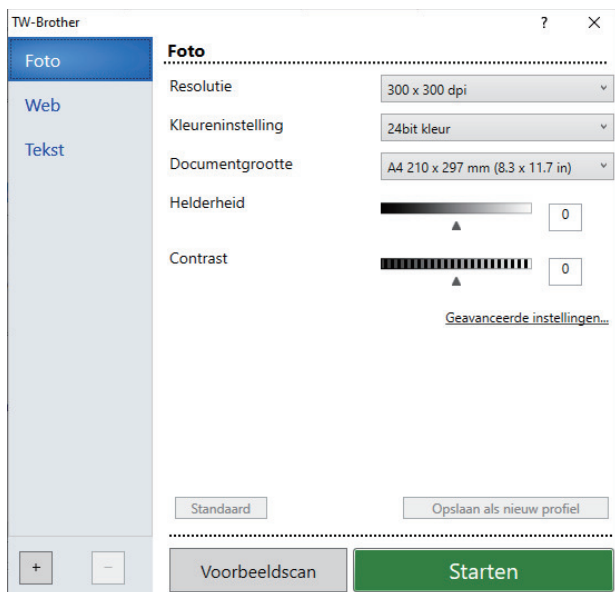 TW-Brother
?
Foto
Web
Tekst
+
−
Foto
Resolutie
300 x 300 dpi
Kleureninstelling
24bit kleur
Documentgrootte
A4 210 x 297 mm (8.3 x 11.7 in)
Helderheid
0
Contrast
0
Geavanceerde instellingen...
Standaard
Opslaan als nieuw profiel
Voorbeeldscan
Starten